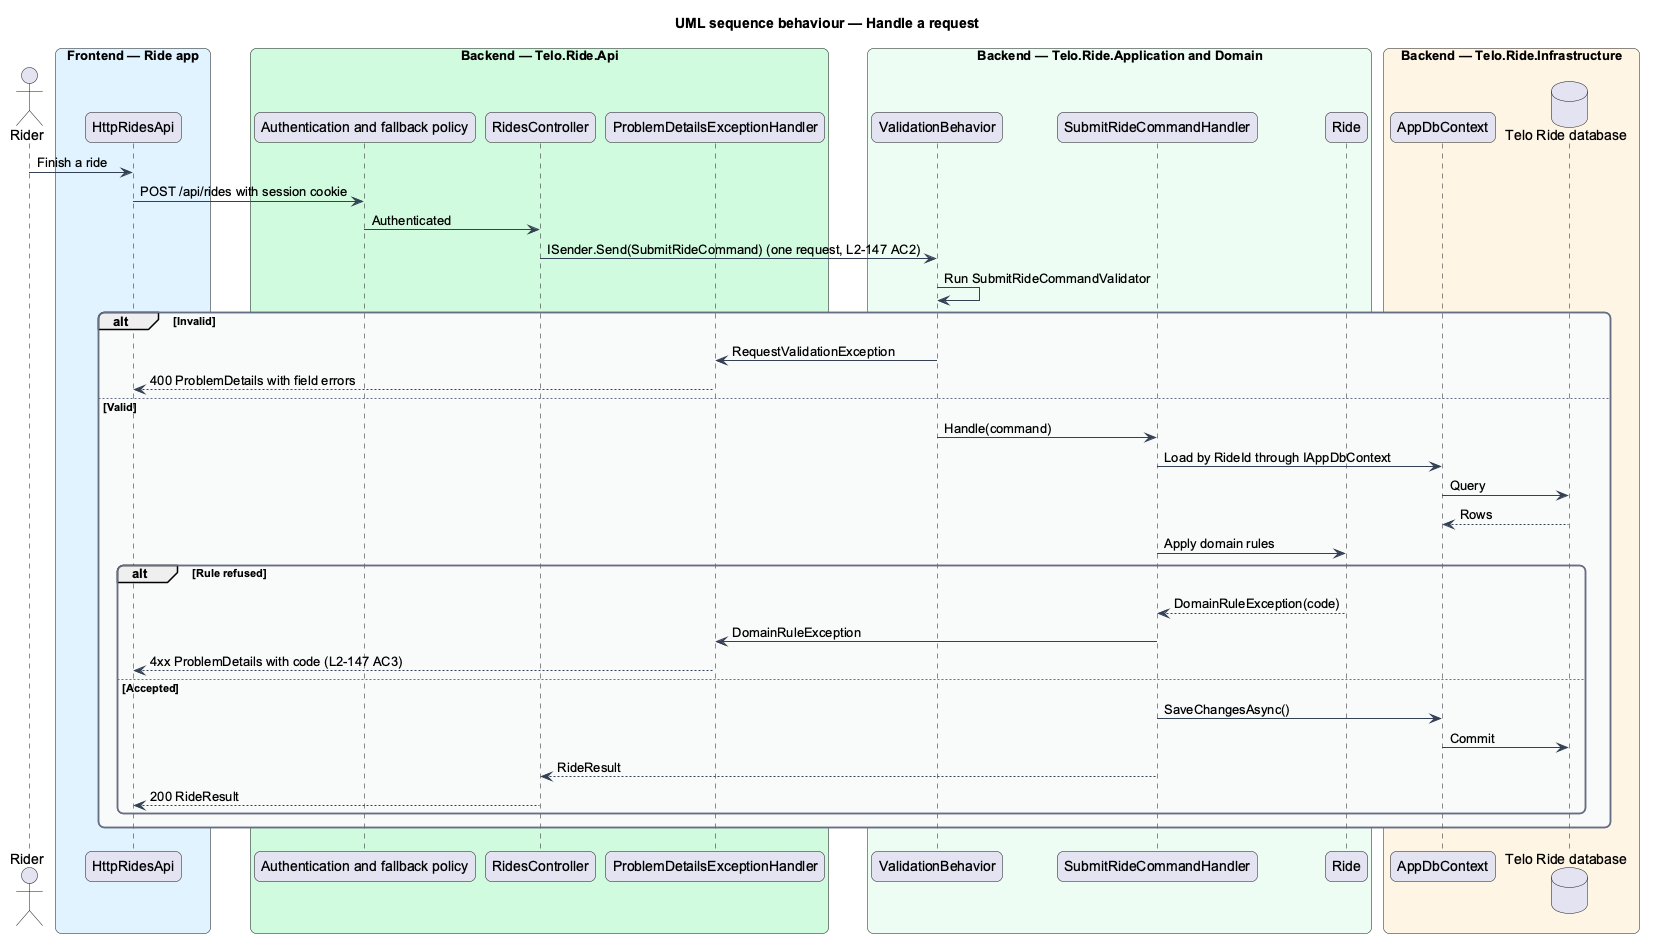 UML sequence behaviour — Handle a request
Frontend — Ride app
Backend — Telo.Ride.Api
Backend — Telo.Ride.Application and Domain
Backend — Telo.Ride.Infrastructure
Rider
HttpRidesApi
Authentication and fallback policy
RidesController
ProblemDetailsExceptionHandler
ValidationBehavior
SubmitRideCommandHandler
Ride
AppDbContext
Telo Ride database
Finish a ride
POST /api/rides with session cookie
Authenticated
ISender.Send(SubmitRideCommand) (one request, L2-147 AC2)
Run SubmitRideCommandValidator
alt
[Invalid]
RequestValidationException
400 ProblemDetails with field errors
[Valid]
Handle(command)
Load by RideId through IAppDbContext
Query
Rows
Apply domain rules
alt
[Rule refused]
DomainRuleException(code)
DomainRuleException
4xx ProblemDetails with code (L2-147 AC3)
[Accepted]
SaveChangesAsync()
Commit
RideResult
200 RideResult
Rider
HttpRidesApi
Authentication and fallback policy
RidesController
ProblemDetailsExceptionHandler
ValidationBehavior
SubmitRideCommandHandler
Ride
AppDbContext
Telo Ride database